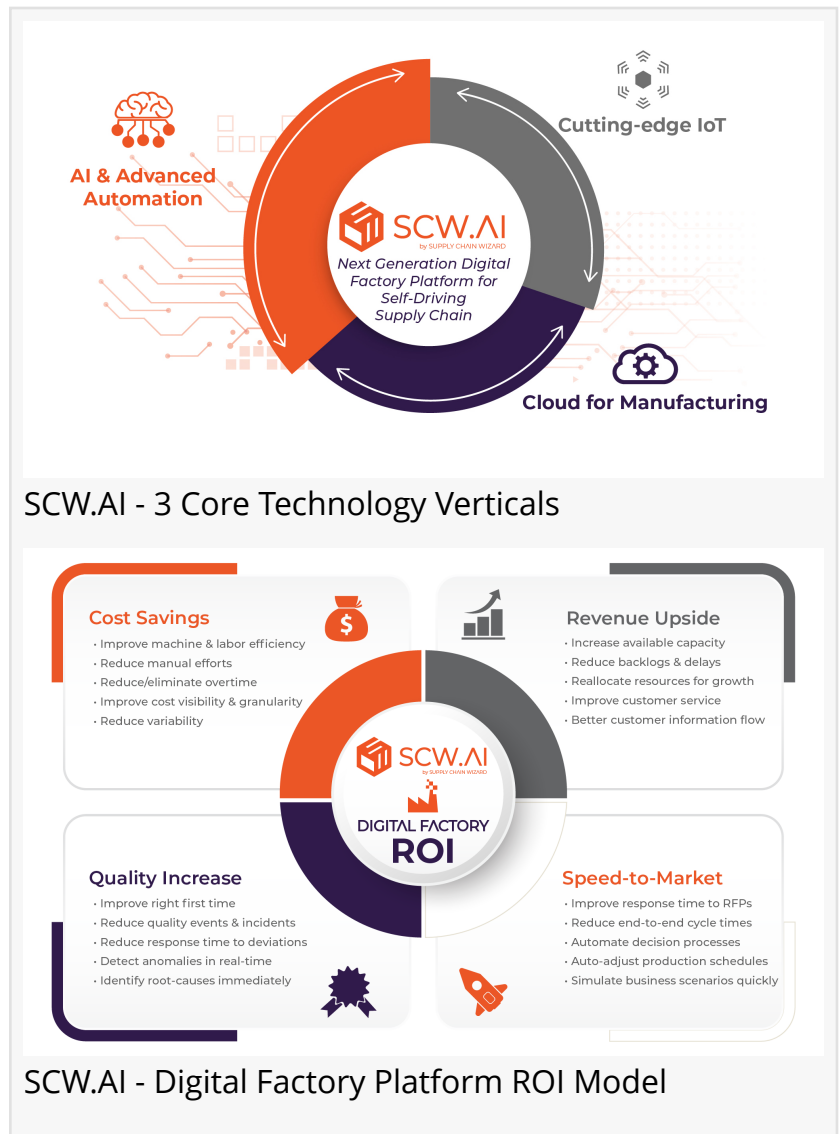 Cutting-edge IoT
AI & Advanced
Automation
SCW.AI
by SUPPLY CHAIN WIZARD
Next Generation Digital
Factory Platform for
Self-Driving
Supply Chain
Cloud for Manufacturing
SCW.AI - 3 Core Technology Verticals
Cost Savings
• Improve machine & labor efficiency
• Reduce manual efforts
• Reduce/eliminate overtime
• Improve cost visibility & granularity
• Reduce variability
$
Revenue Upside
• Increase available capacity
• Reduce backlogs & delays
• Reallocate resources for growth
• Improve customer service
• Better customer information flow
SCW.AI
by SUPPLY CHAIN WIZARD
DIGITAL FACTORY
ROI
Quality Increase
• Improve right first time
• Reduce quality events & incidents
• Reduce response time to deviations
• Detect anomalies in real-time
• Identify root-causes immediately
Speed-to-Market
• Improve response time to RFPs
• Reduce end-to-end cycle times
• Automate decision processes
• Auto-adjust production schedules
• Simulate business scenarios quickly
SCW.AI - Digital Factory Platform ROI Model